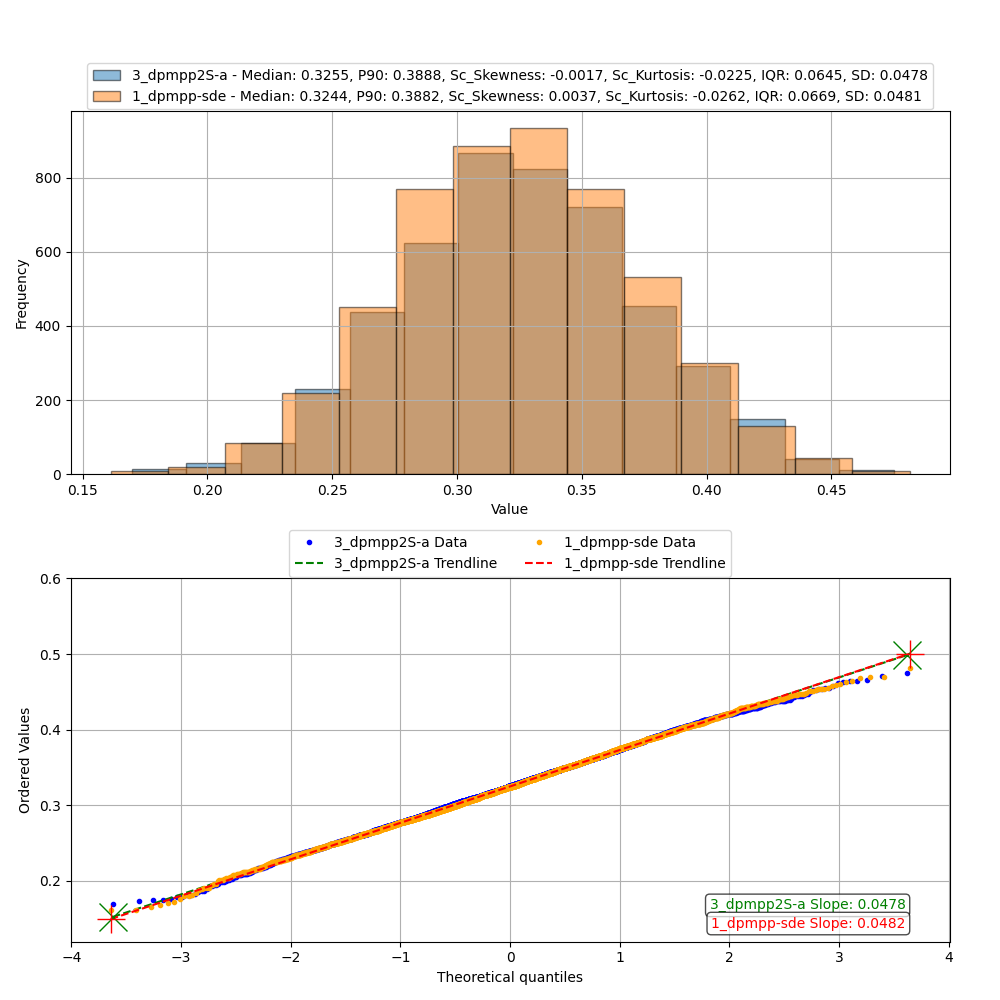 3_dpmpp2S-a - Median: 0.3255, P90: 0.3888, Sc_Skewness: -0.0017, Sc_Kurtosis: -0.0225, IQR: 0.0645, SD: 0.0478
1_dpmpp-sde - Median: 0.3244, P90: 0.3882, Sc_Skewness: 0.0037, Sc_Kurtosis: -0.0262, IQR: 0.0669, SD: 0.0481
800
600
400
200
0
Frequency
0.15 0.20 0.25 0.30 0.35 0.40 0.45
Value
3_dpmpp2S-a Data 1_dpmpp-sde Data
3_dpmpp2S-a Trendline 1_dpmpp-sde Trendline
0.6
0.5
0.4
0.3
0.2
Ordered Values
3_dpmpp2S-a Slope: 0.0478
1_dpmpp-sde Slope: 0.0482
−4 −3 −2 −1 0 1 2 3 4
Theoretical quantiles